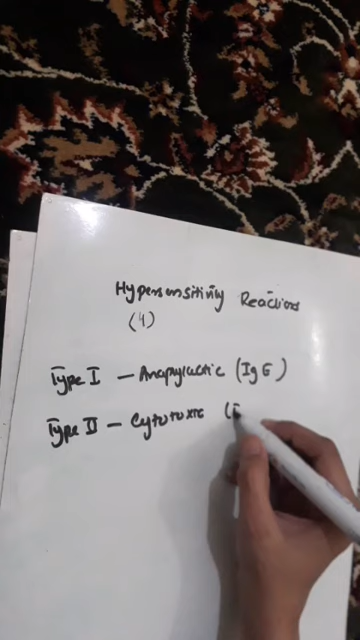 Hypersensitivity Reactions
(4)
Type I - Anaphylactic (IgE)
Type II - Cytotoxic (I